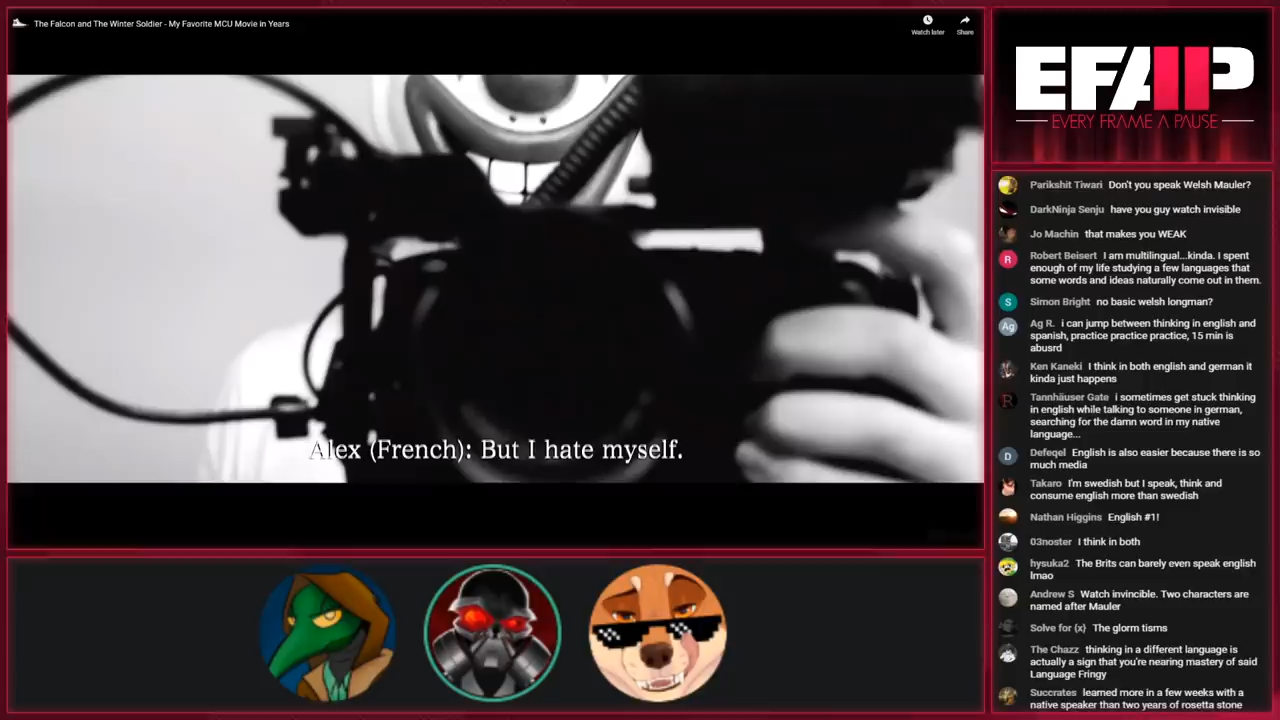 The Falcon and The Winter Soldier - My Favorite MCU Movie in Years
Watch later
Share
Alex (French): But I hate myself.
EFAP
EVERY FRAME A PAUSE
Parikshit Tiwari Don't you speak Welsh Mauler?
DarkNinja Senju have you guy watch invisible
Jo Machin that makes you WEAK
R
Robert Beisert I am multilingual...kinda. I spent
enough of my life studying a few languages that
some words and ideas naturally come out in them.
S
Simon Bright no basic welsh longman?
Ag
Ag R. i can jump between thinking in english and
spanish, practice practice practice, 15 min is
abusrd
Ken Kaneki I think in both english and german it
kinda just happens
R
Tannhäuser Gate i sometimes get stuck thinking
in english while talking to someone in german,
searching for the damn word in my native
language...
D
Defeqel English is also easier because there is so
much media
Takaro I'm swedish but I speak, think and
consume english more than swedish
Nathan Higgins English #1!
03noster I think in both
hysuka2 The Brits can barely even speak english
lmao
Andrew S Watch invincible. Two characters are
named after Mauler
Solve for {x} The glorm tisms
The Chazz thinking in a different language is
actually a sign that you're nearing mastery of said
Language Fringy
Succrates learned more in a few weeks with a
native speaker than two years of rosetta stone